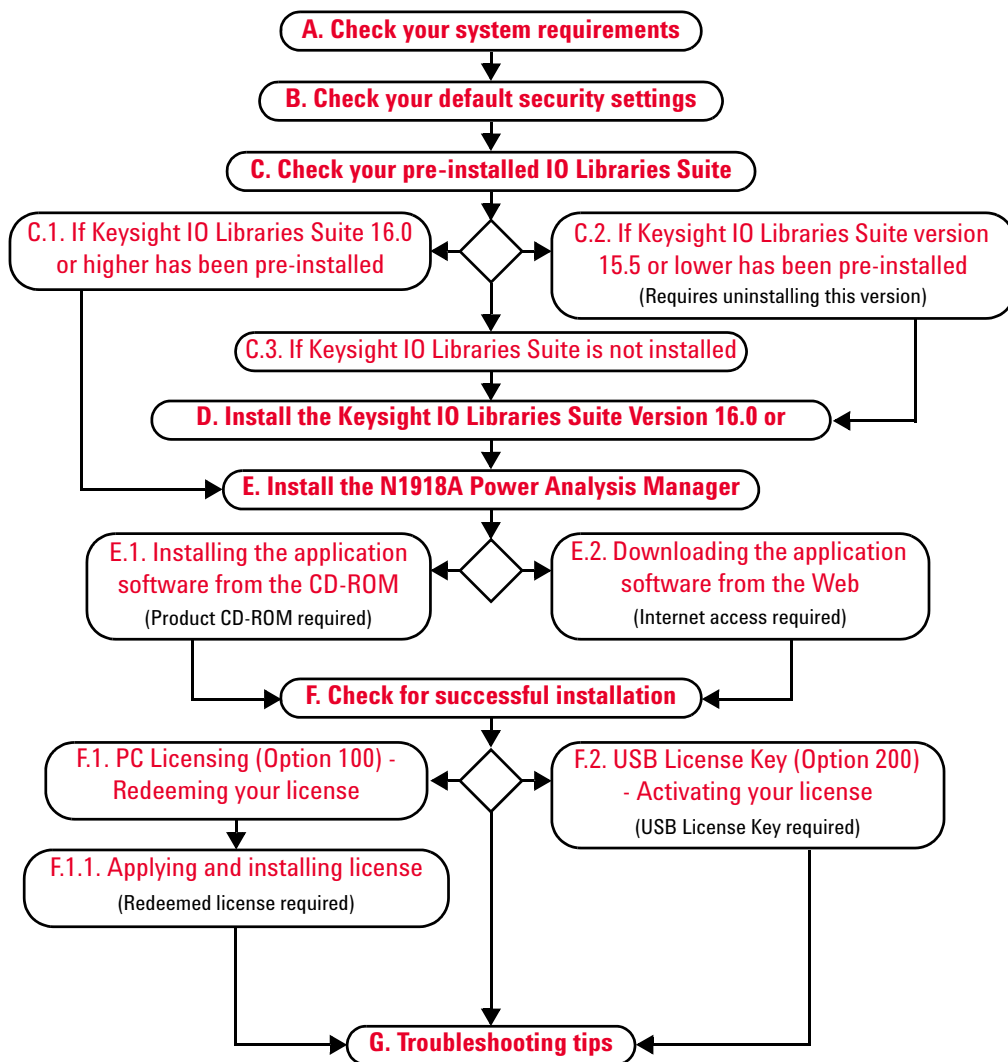 A. Check your system requirements
B. Check your default security settings
C. Check your pre-installed IO Libraries Suite
C.1. If Keysight IO Libraries Suite 16.0
or higher has been pre-installed
C.2. If Keysight IO Libraries Suite version
15.5 or lower has been pre-installed
(Requires uninstalling this version)
C.3. If Keysight IO Libraries Suite is not installed
D. Install the Keysight IO Libraries Suite Version 16.0 or
E. Install the N1918A Power Analysis Manager
E.1. Installing the application
software from the CD-ROM
(Product CD-ROM required)
E.2. Downloading the application
software from the Web
(Internet access required)
F. Check for successful installation
F.1. PC Licensing (Option 100) -
Redeeming your license
F.2. USB License Key (Option 200)
- Activating your license
(USB License Key required)
F.1.1. Applying and installing license
(Redeemed license required)
G. Troubleshooting tips